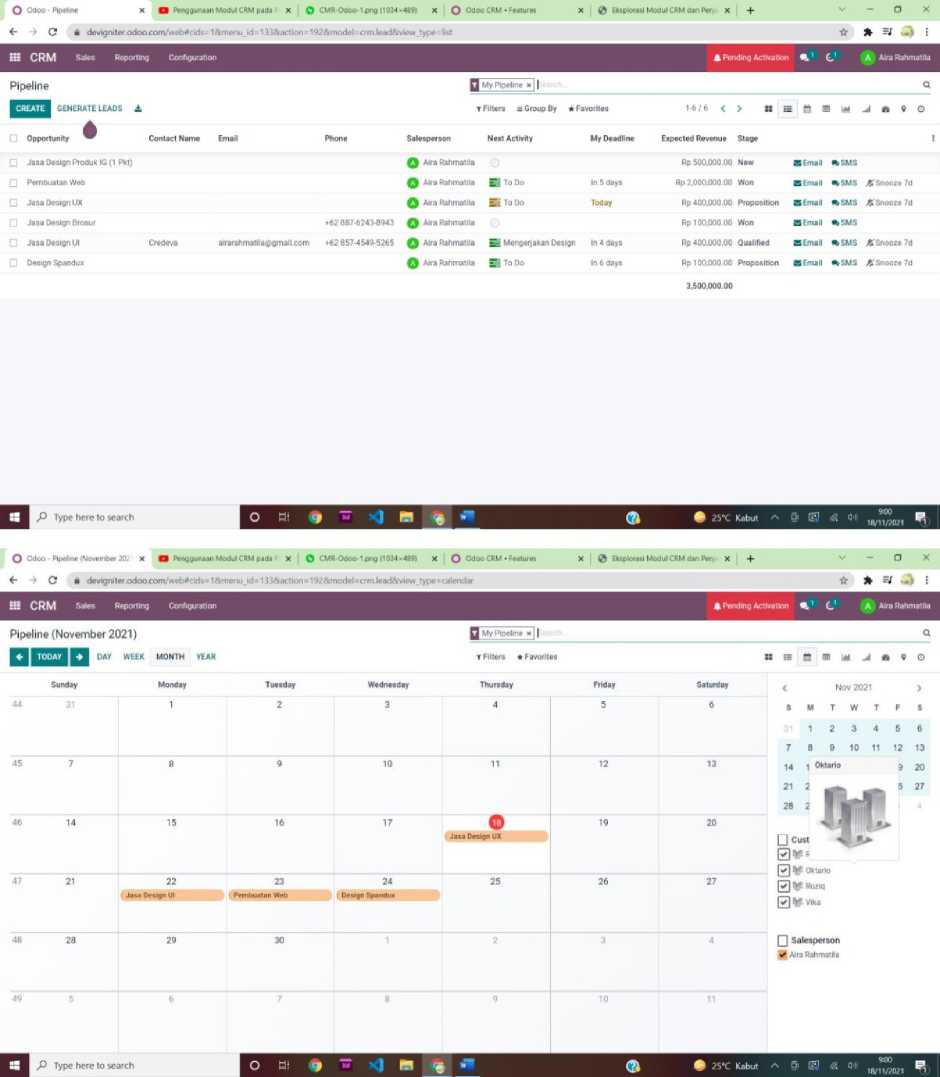 Odoo - Pipeline
Penggunaan Modul CRM pada
CMR-Odoo-1.png (1034×489)
Odoo CRM • Features
Eksplorasi Modul CRM dan Penja
devigniter.odoo.com/web#cids=1&menu_id=133&action=192&model=crm.lead&view_type=list
CRM Sales Reporting Configuration Pending Activation 1 1 A Aira Rahmatila
Pipeline My Pipeline × Search...
CREATE GENERATE LEADS Filters Group By Favorites 1-6 / 6
Opportunity Contact Name Email Phone Salesperson Next Activity My Deadline Expected Revenue Stage
Jasa Design Produk IG (1 Pkt) A Aira Rahmatila Rp 500,000.00 New Email SMS
Pembuatan Web A Aira Rahmatila To Do In 5 days Rp 2,000,000.00 Won Email SMS Snooze 7d
Jasa Design UX A Aira Rahmatila To Do Today Rp 400,000.00 Proposition Email SMS Snooze 7d
Jasa Design Brosur +62 887-6243-8943 A Aira Rahmatila Rp 100,000.00 Won Email SMS
Jasa Design UI Credeva airarahmatila@gmail.com +62 857-4549-5265 A Aira Rahmatila Mengerjakan Design In 4 days Rp 400,000.00 Qualified Email SMS Snooze 7d
Design Spandux A Aira Rahmatila To Do In 6 days Rp 100,000.00 Proposition Email SMS Snooze 7d
3,500,000.00
Type here to search 25°C Kabut 9:00
18/11/2021
Odoo - Pipeline (November 202
Penggunaan Modul CRM pada
CMR-Odoo-1.png (1034×489)
Odoo CRM • Features
Eksplorasi Modul CRM dan Penja
devigniter.odoo.com/web#cids=1&menu_id=133&action=192&model=crm.lead&view_type=calendar
CRM Sales Reporting Configuration Pending Activation 1 1 A Aira Rahmatila
Pipeline (November 2021) My Pipeline × Search...
TODAY DAY WEEK MONTH YEAR Filters Favorites
Sunday Monday Tuesday Wednesday Thursday Friday Saturday
44 31 1 2 3 4 5 6
45 7 8 9 10 11 12 13
46 14 15 16 17 18 19 20
Jasa Design UX
47 21 22 23 24 25 26 27
Jasa Design UI Pembuatan Web Design Spandux
48 28 29 30 1 2 3 4
49 5 6 7 8 9 10 11
Nov 2021
S M T W T F S
31 1 2 3 4 5 6
7 8 9 10 11 12 13
14 1 9 20
21 2 6 27
28 2 4
Oktario
Cust
Oktario
Roziq
Vika
Salesperson
Aira Rahmatila
Type here to search 25°C Kabut 9:00
18/11/2021